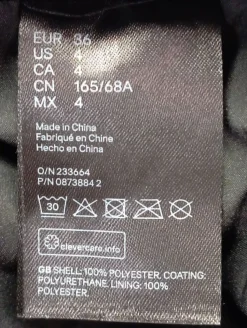 EUR 36
US 4
CA 4
CN 165/68A
MX 4
Made in China
Fabriqué en Chine
Hecho en China
O/N 233664
P/N 0873884 2
30
clevercare.info
GB SHELL: 100% POLYESTER. COATING:
POLYURETHANE. LINING: 100%
POLYESTER.